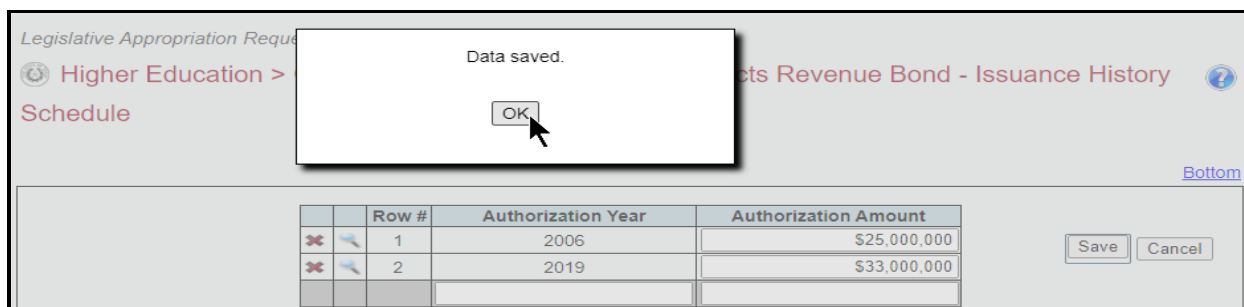 Legislative Appropriation Reque
Data saved.
Higher Education >
cts Revenue Bond - Issuance History
Schedule
OK
Bottom
Row # Authorization Year Authorization Amount
1 2006 $25,000,000
2 2019 $33,000,000
Save Cancel